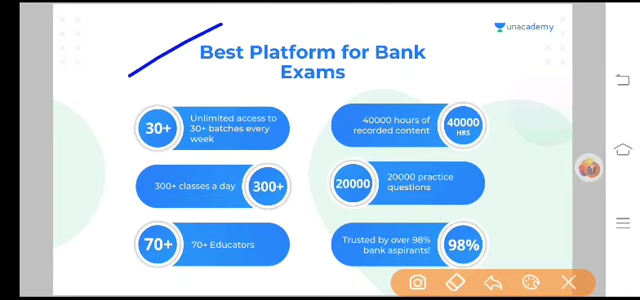 unacademy
Best Platform for Bank
Exams
30+
Unlimited access to
30+ batches every
week
40000 hours of
recorded content
40000
HRS
300+ classes a day
300+
20000
20000 practice
questions
70+
70+ Educators
Trusted by over 98%
bank aspirants!
98%